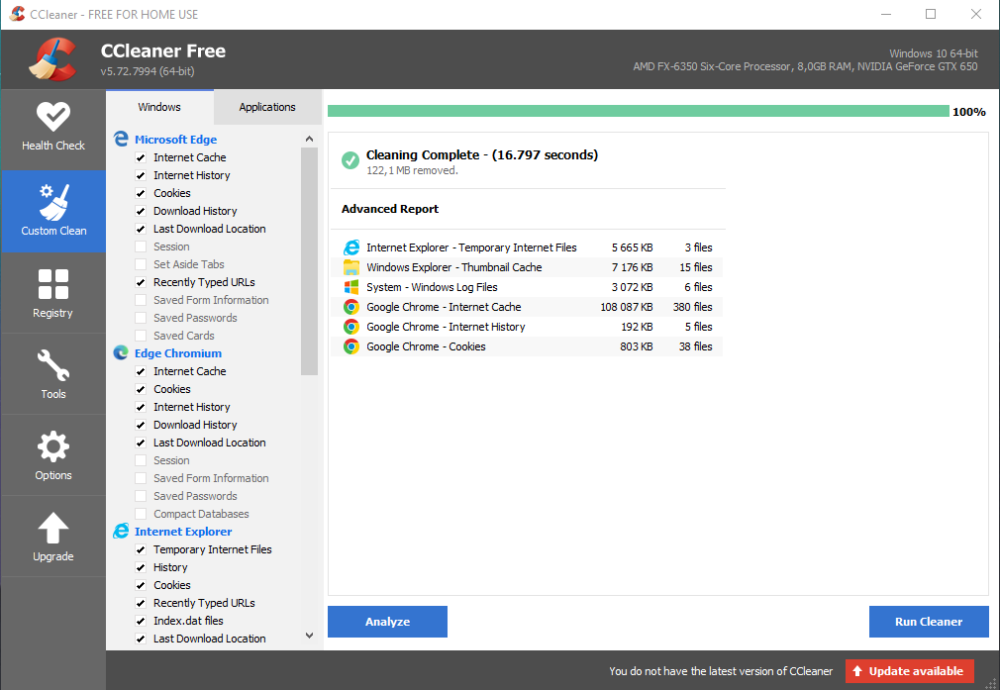 CCleaner - FREE FOR HOME USE
CCleaner Free
v5.72.7994 (64-bit)
Windows 10 64-bit
AMD FX-6350 Six-Core Processor, 8,0GB RAM, NVIDIA GeForce GTX 650
Health Check
Custom Clean
Registry
Tools
Options
Upgrade
Windows
Applications
Microsoft Edge
Internet Cache
Internet History
Cookies
Download History
Last Download Location
Session
Set Aside Tabs
Recently Typed URLs
Saved Form Information
Saved Passwords
Saved Cards
Edge Chromium
Internet Cache
Cookies
Internet History
Download History
Last Download Location
Session
Saved Form Information
Saved Passwords
Compact Databases
Internet Explorer
Temporary Internet Files
History
Cookies
Recently Typed URLs
Index.dat files
Last Download Location
100%
Cleaning Complete - (16.797 seconds)
122,1 MB removed.
Advanced Report
Internet Explorer - Temporary Internet Files 5 665 KB 3 files
Windows Explorer - Thumbnail Cache 7 176 KB 15 files
System - Windows Log Files 3 072 KB 6 files
Google Chrome - Internet Cache 108 087 KB 380 files
Google Chrome - Internet History 192 KB 5 files
Google Chrome - Cookies 803 KB 38 files
Analyze
Run Cleaner
You do not have the latest version of CCleaner
Update available